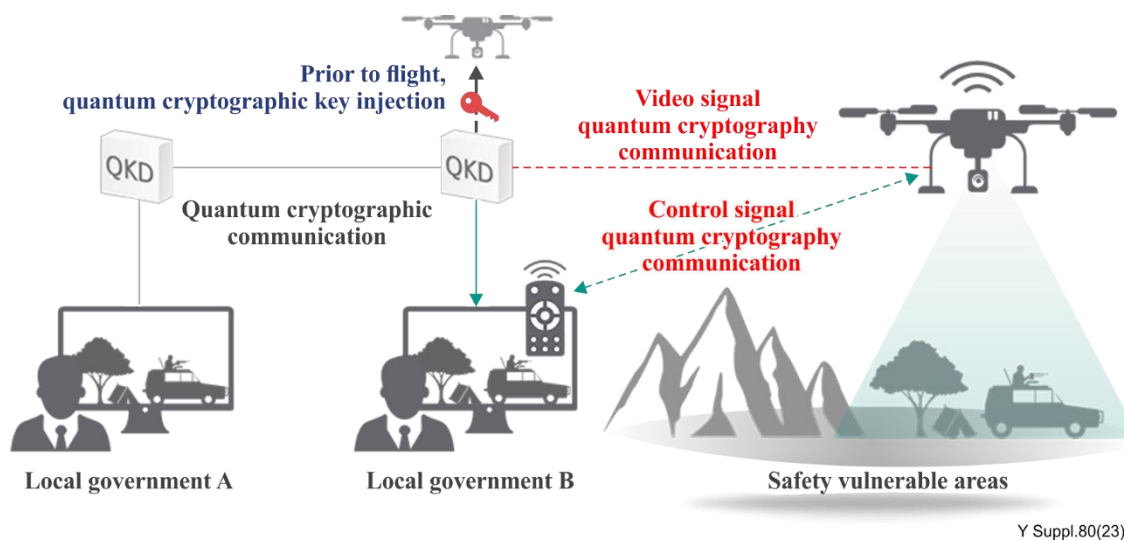 Prior to flight,
quantum cryptographic key injection
Video signal
quantum cryptography
communication
QKD
QKD
Quantum cryptographic
communication
Control signal
quantum cryptography
communication
Local government A
Local government B
Safety vulnerable areas
Y Suppl.80(23)